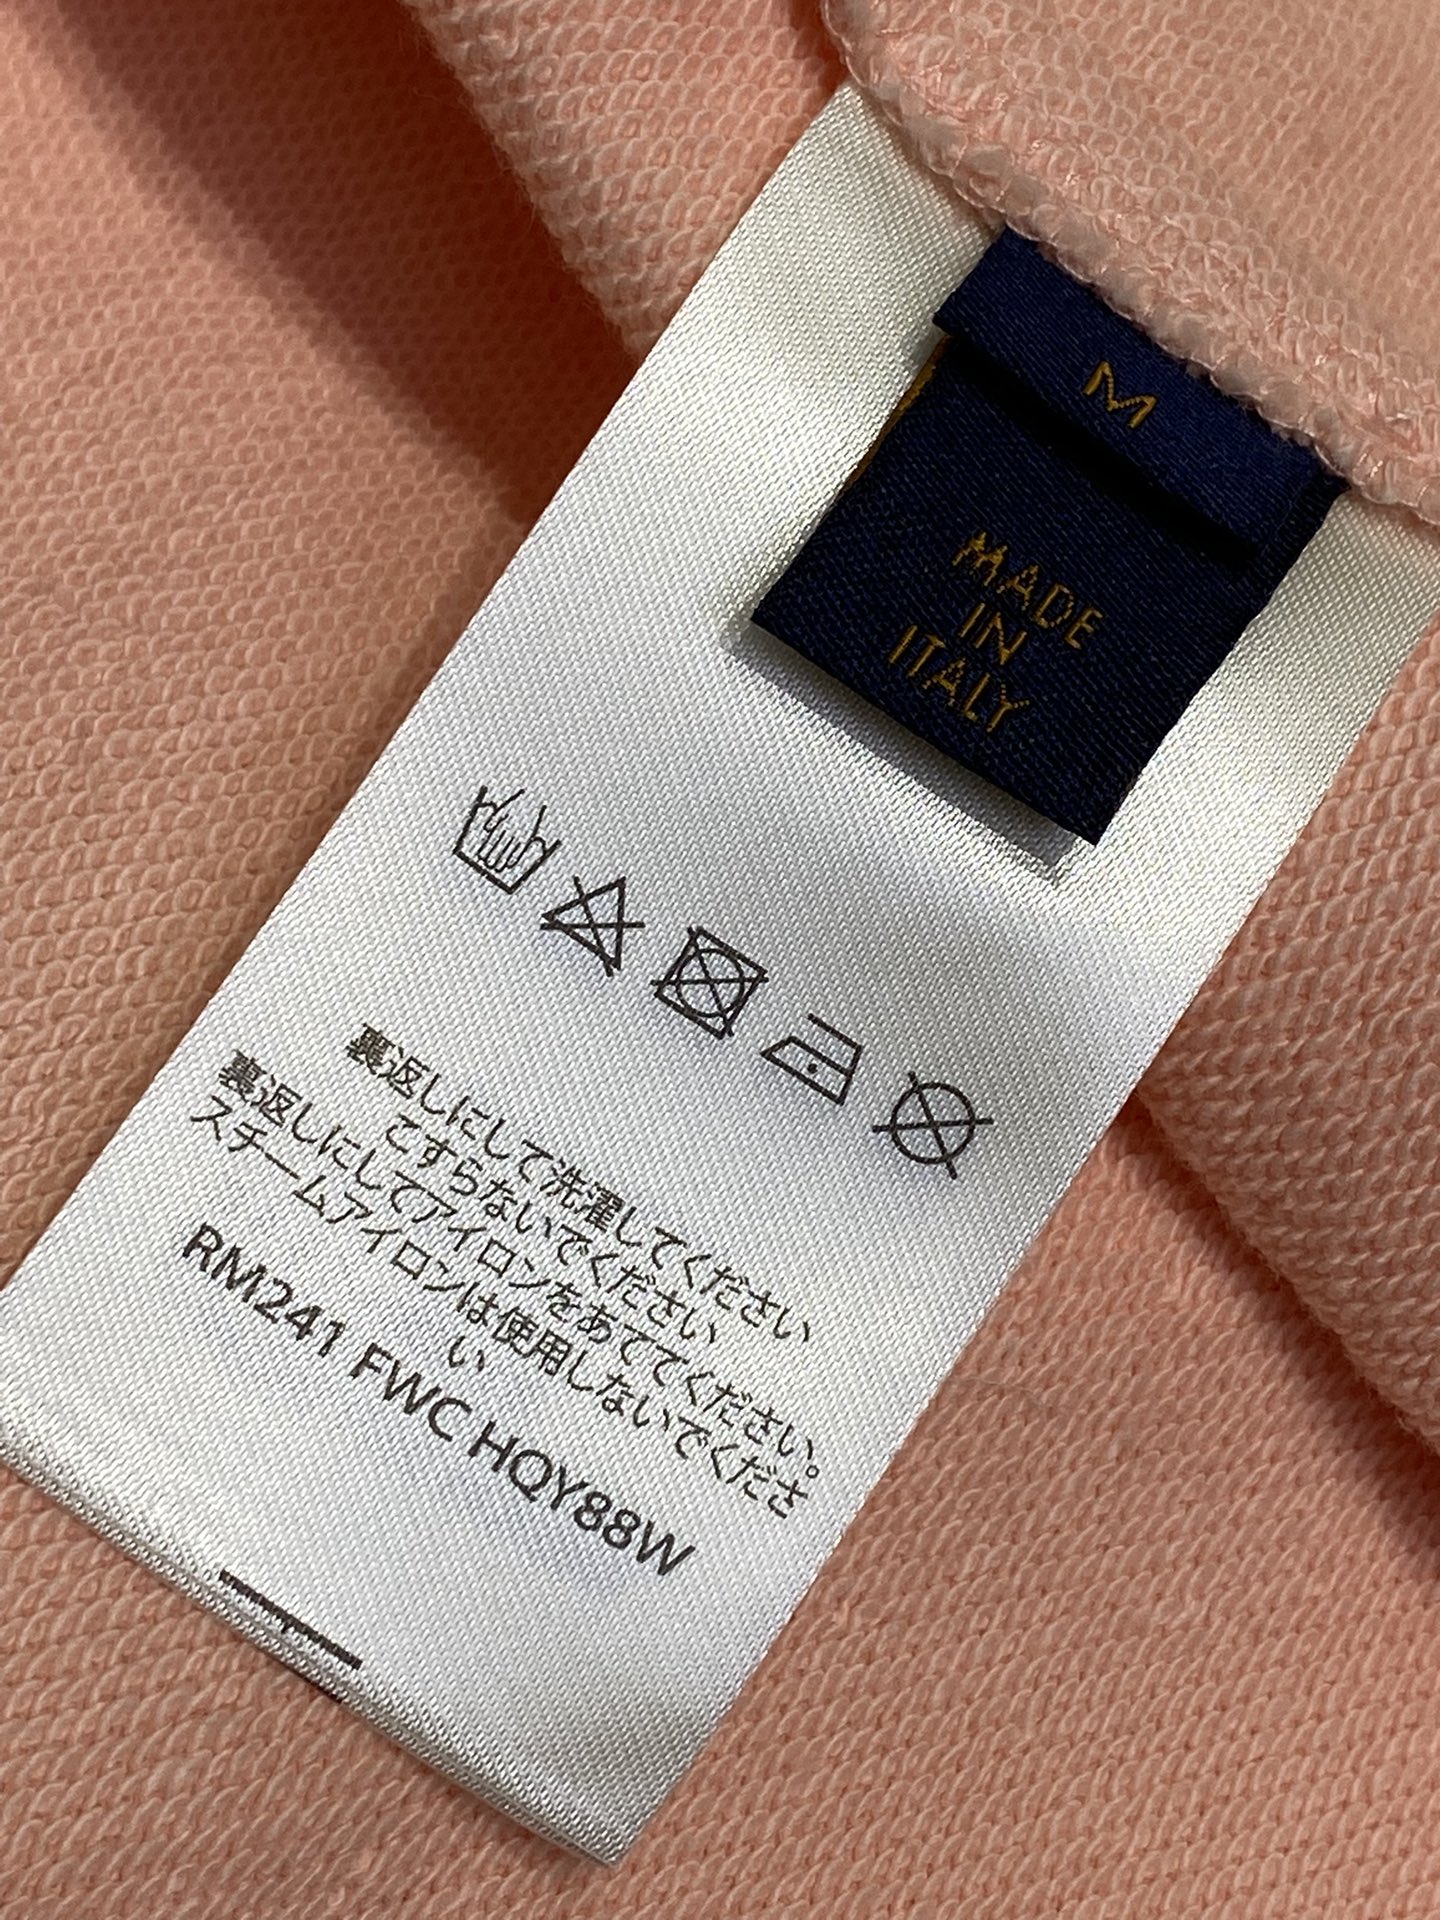 M
MADE
IN
ITALY
裏返しにして洗濯してください
こすらないでください
裏返しにしてアイロンをあててください。
スチームアイロンは使用しないでくださ
い
RM241 FWC HQY88W